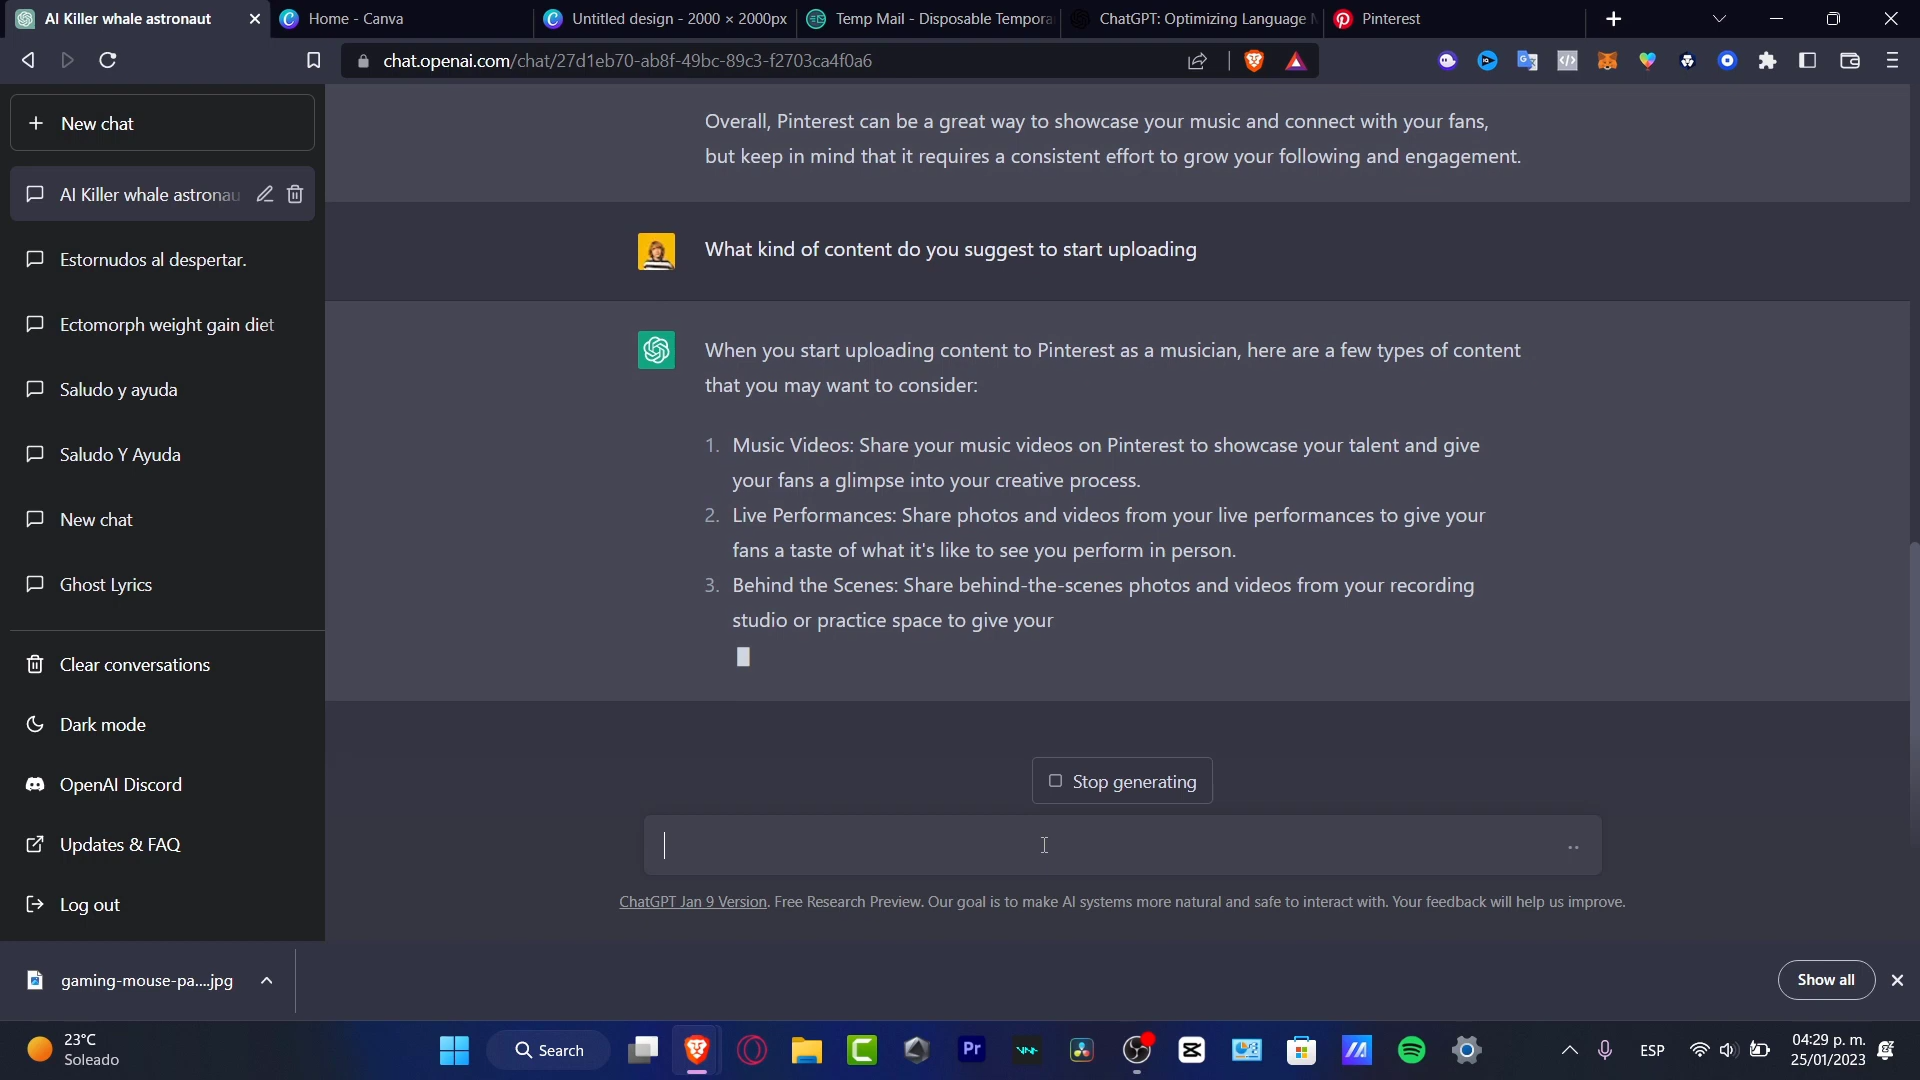 AI Killer whale astronaut
Home - Canva
Untitled design - 2000 × 2000px
Temp Mail - Disposable Tempora
ChatGPT: Optimizing Language
Pinterest
chat.openai.com/chat/27d1eb70-ab8f-49bc-89c3-f2703ca4f0a6
New chat
AI Killer whale astronau
Estornudos al despertar.
Ectomorph weight gain diet
Saludo y ayuda
Saludo Y Ayuda
New chat
Ghost Lyrics
Clear conversations
Dark mode
OpenAI Discord
Updates & FAQ
Log out
Overall, Pinterest can be a great way to showcase your music and connect with your fans,
but keep in mind that it requires a consistent effort to grow your following and engagement.
What kind of content do you suggest to start uploading
When you start uploading content to Pinterest as a musician, here are a few types of content
that you may want to consider:
1. Music Videos: Share your music videos on Pinterest to showcase your talent and give
your fans a glimpse into your creative process.
2. Live Performances: Share photos and videos from your live performances to give your
fans a taste of what it's like to see you perform in person.
3. Behind the Scenes: Share behind-the-scenes photos and videos from your recording
studio or practice space to give your
Stop generating
ChatGPT Jan 9 Version. Free Research Preview. Our goal is to make AI systems more natural and safe to interact with. Your feedback will help us improve.
gaming-mouse-pa....jpg
Show all
23°C
Soleado
Search
Pr
ESP
04:29 p. m.
25/01/2023